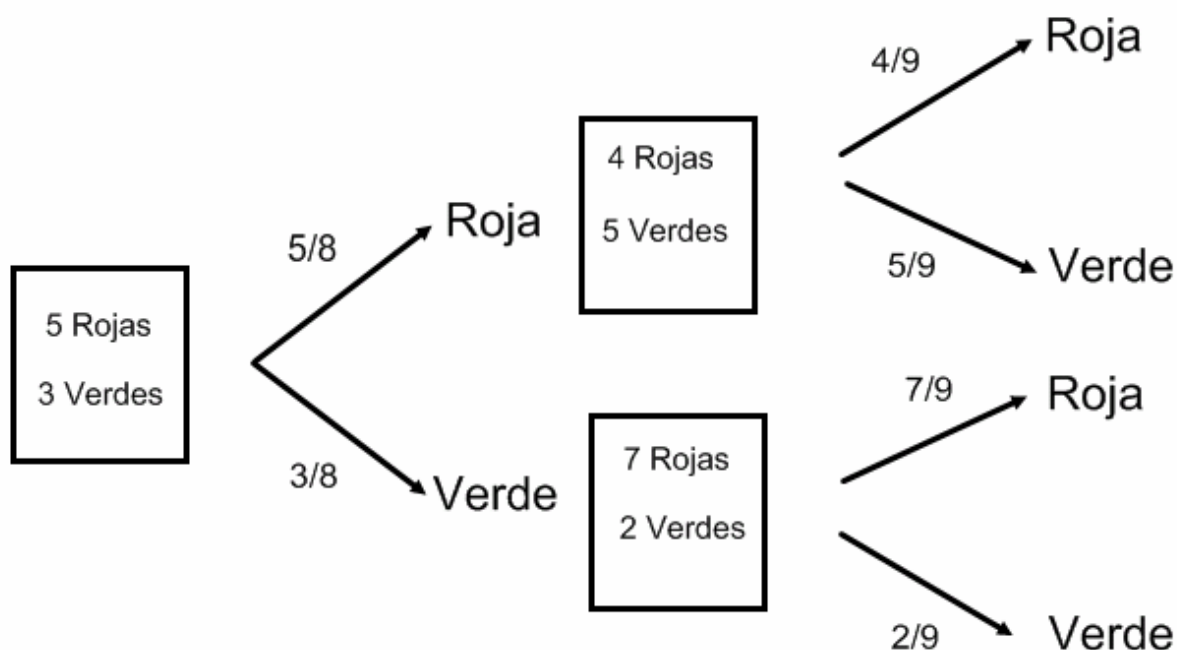 5 Rojas
3 Verdes
5/8
Roja
3/8
Verde
4 Rojas
5 Verdes
4/9
Roja
5/9
Verde
7 Rojas
2 Verdes
7/9
Roja
2/9
Verde